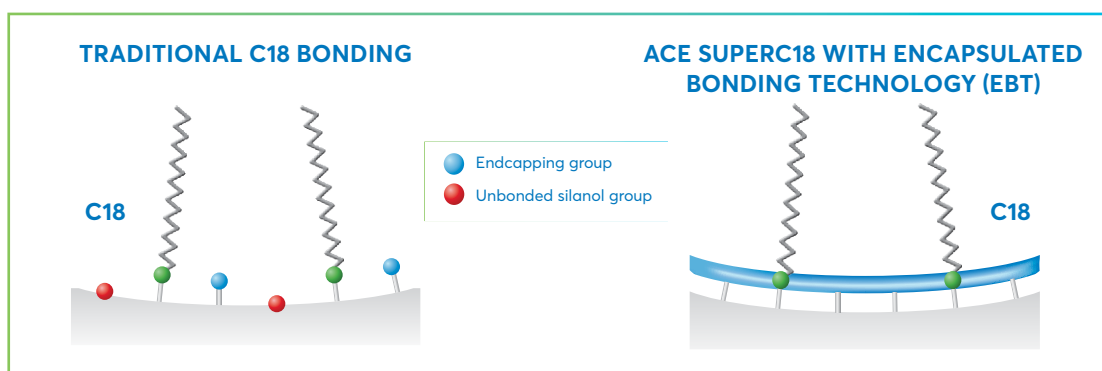 TRADITIONAL C18 BONDING
ACE SUPERC18 WITH ENCAPSULATED
BONDING TECHNOLOGY (EBT)
Endcapping group
Unbonded silanol group
C18
C18